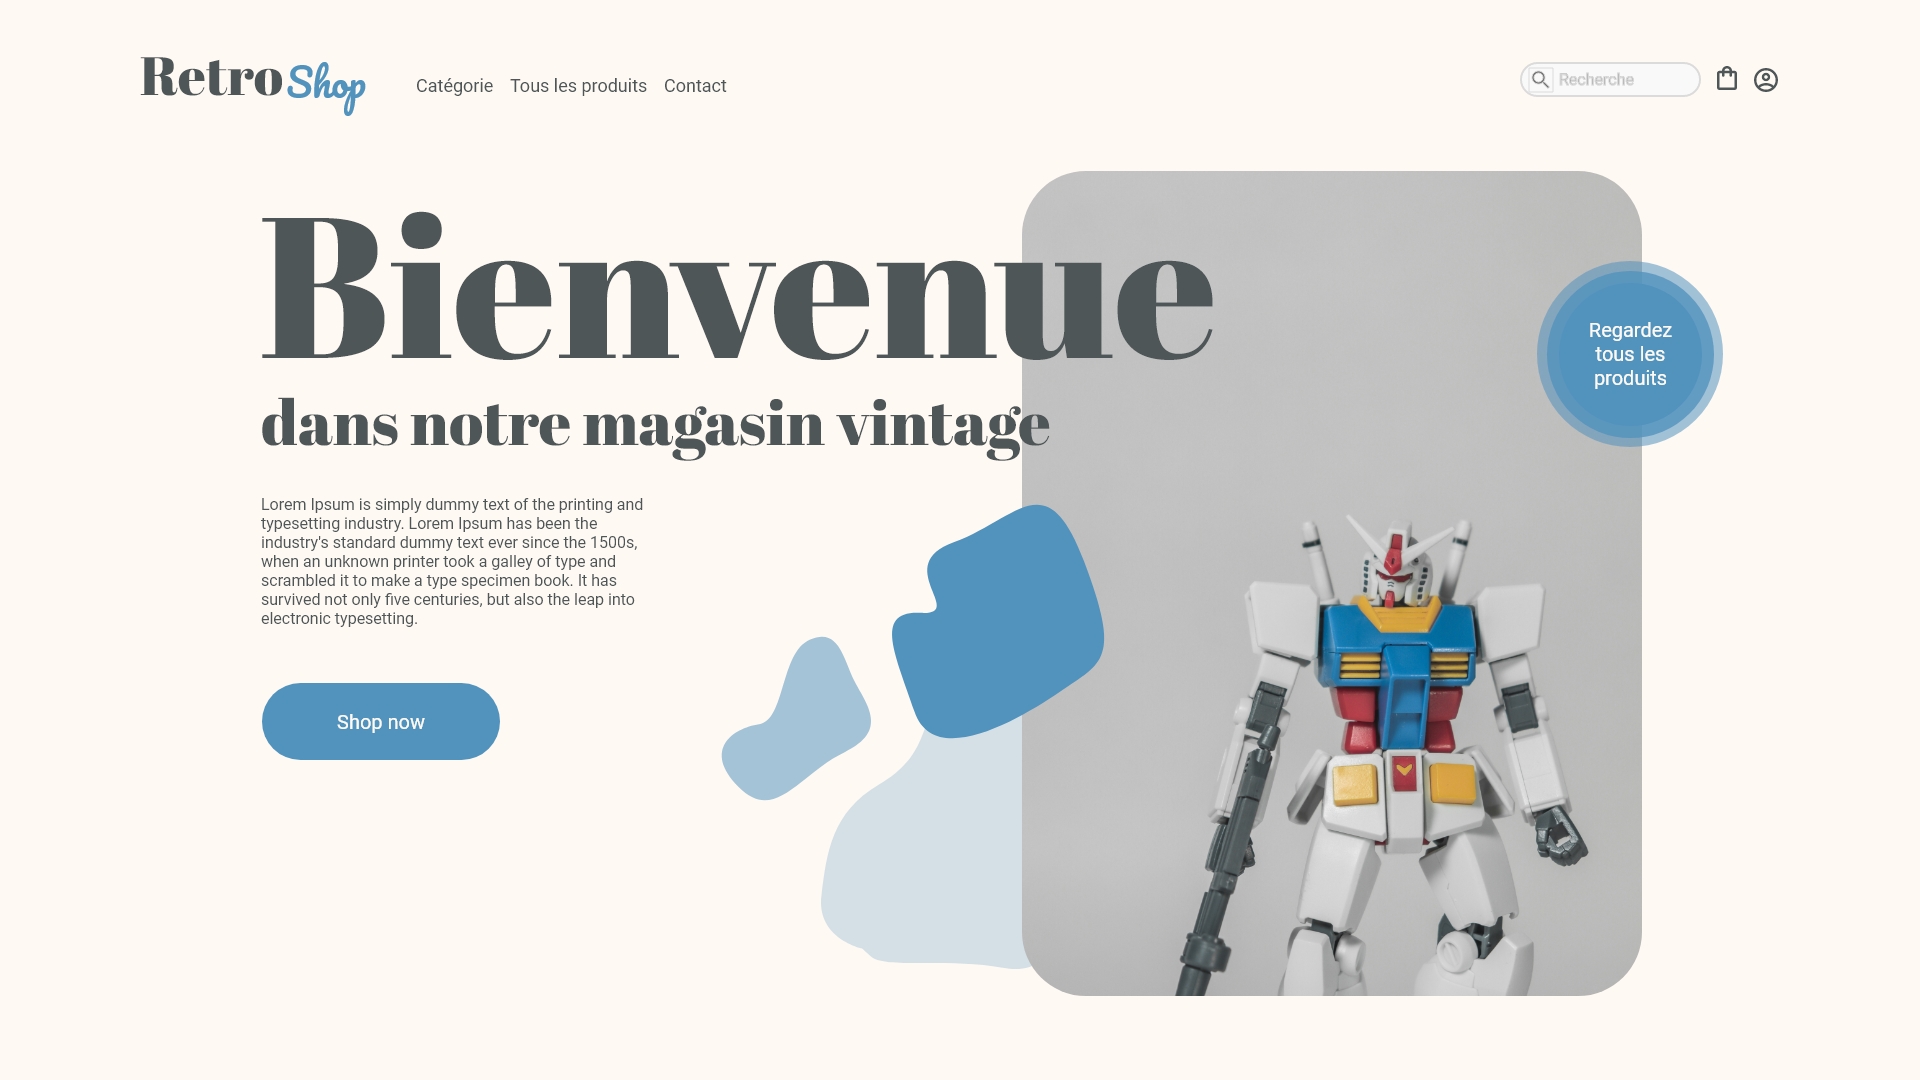 Retro Shop
Catégorie
Tous les produits
Contact
Recherche
Bienvenue
dans notre magasin vintage
Regardez
tous les
produits
Lorem Ipsum is simply dummy text of the printing and
typesetting industry. Lorem Ipsum has been the
industry's standard dummy text ever since the 1500s,
when an unknown printer took a galley of type and
scrambled it to make a type specimen book. It has
survived not only five centuries, but also the leap into
electronic typesetting.
Shop now